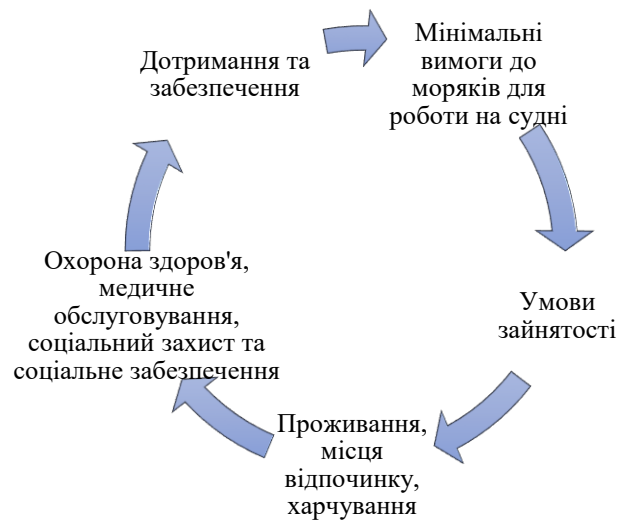 Мінімальні
вимоги до
моряків для
роботи на судні
Умови
зайнятості
Проживання,
місця
відпочинку,
харчування
Охорона здоров'я,
медичне
обслуговування,
соціальний захист та
соціальне забезпечення
Дотримання та
забезпечення